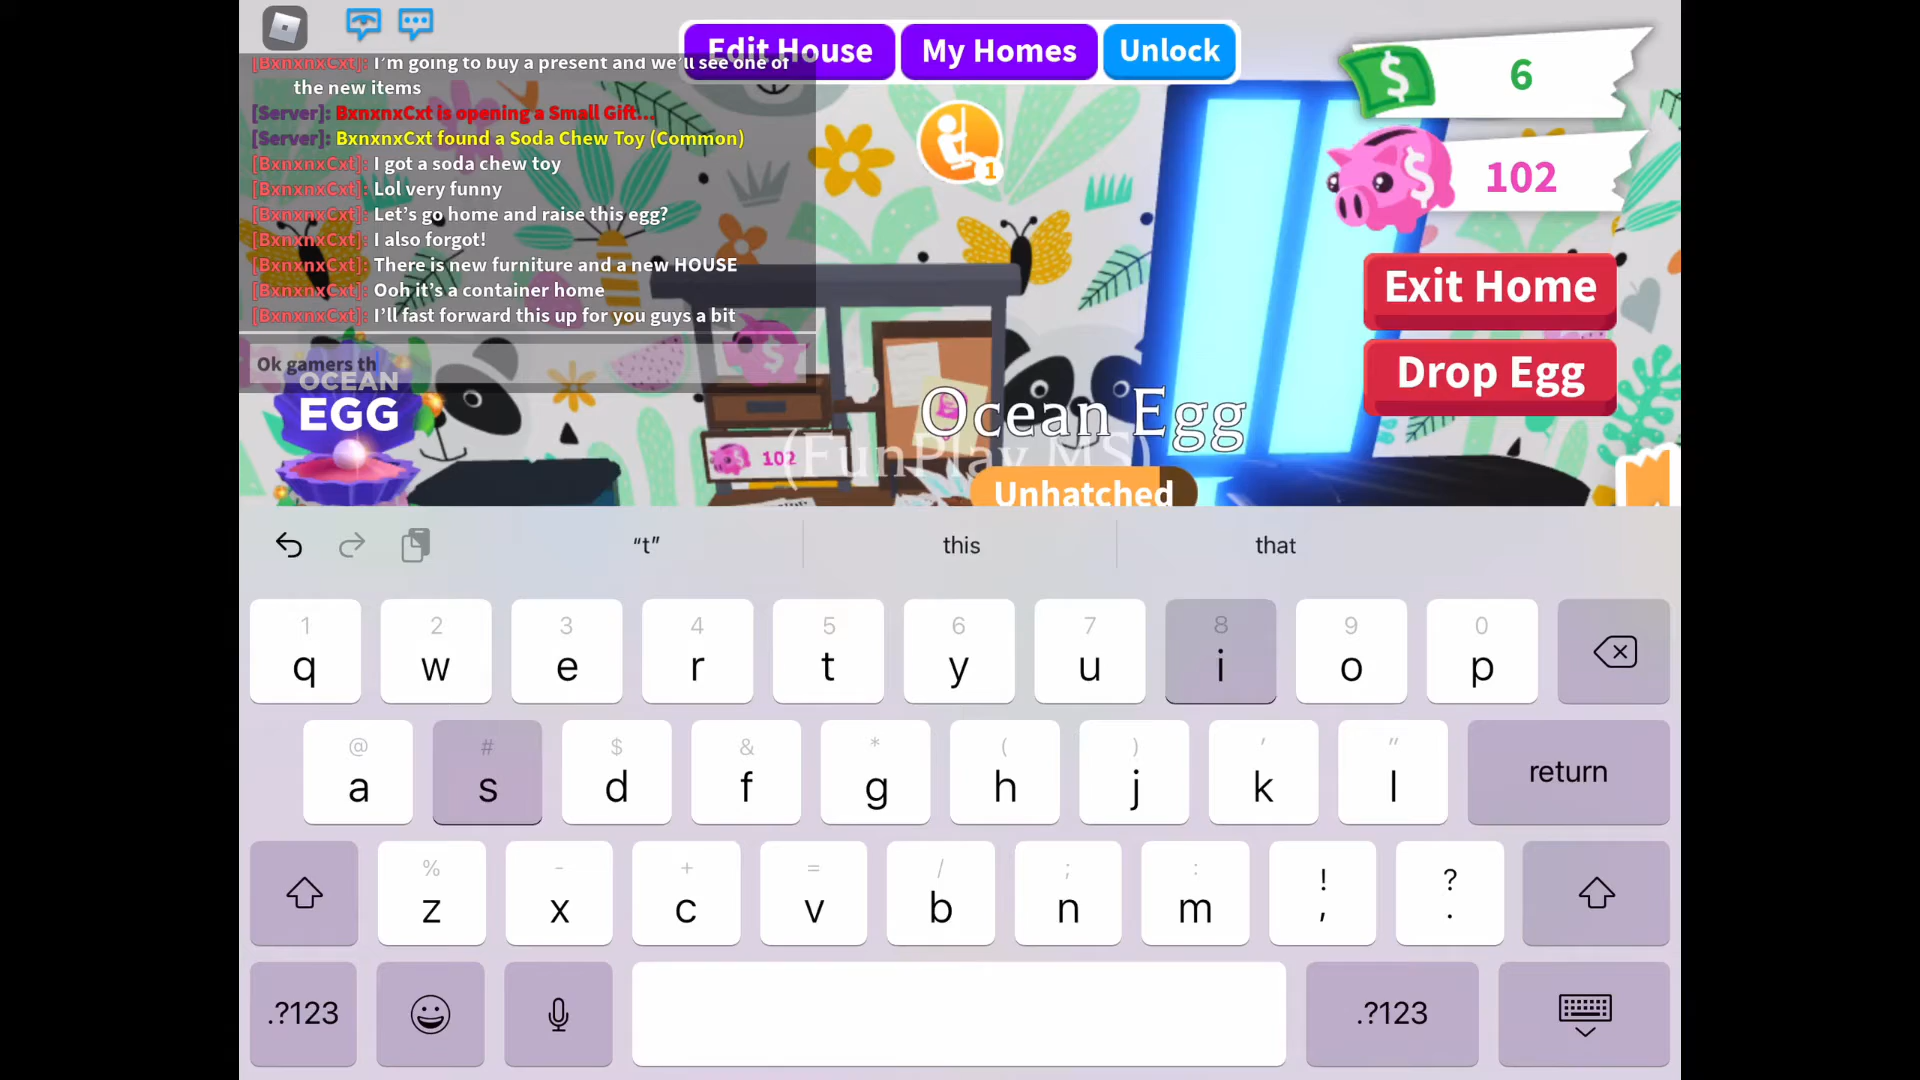 Edit House
My Homes
Unlock
[BxnxnxCxt]: I'm going to buy a present and we'll see one of
the new items
[Server]: BxnxnxCxt is opening a Small Gift...
[Server]: BxnxnxCxt found a Soda Chew Toy (Common)
[BxnxnxCxt]: I got a soda chew toy
[BxnxnxCxt]: Lol very funny
[BxnxnxCxt]: Let's go home and raise this egg?
[BxnxnxCxt]: I also forgot!
[BxnxnxCxt]: There is new furniture and a new HOUSE
[BxnxnxCxt]: Ooh it's a container home
[BxnxnxCxt]: I'll fast forward this up for you guys a bit
Ok gamers th
OCEAN
EGG
1
6
102
Exit Home
Drop Egg
102
Ocean Egg
(FunPlay_MS)
Unhatched
"t"
this
that
1 2 3 4 5 6 7 8 9 0
q w e r t y u i o p
@ # $ & * ( ) ' "
a s d f g h j k l return
% - + = / ; : ! ?
z x c v b n m , .
.?123
.?123